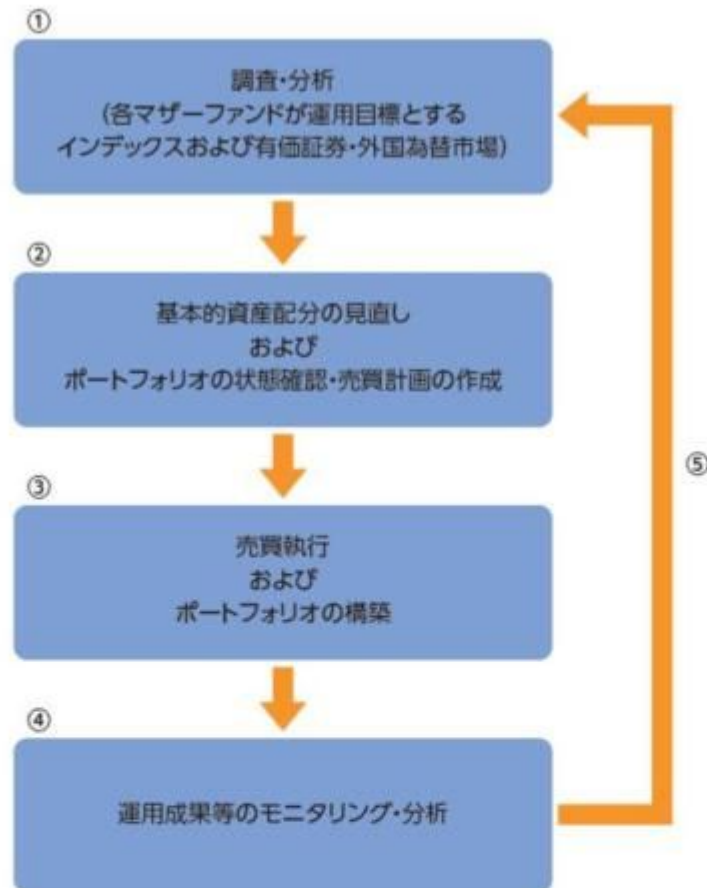 ①
調査・分析
(各マザーファンドが運用目標とする
インデックスおよび有価証券・外国為替市場)
②
基本的資産配分の見直し
および
ポートフォリオの状態確認・売買計画の作成
③
売買執行
および
ポートフォリオの構築
④
運用成果等のモニタリング・分析
⑤